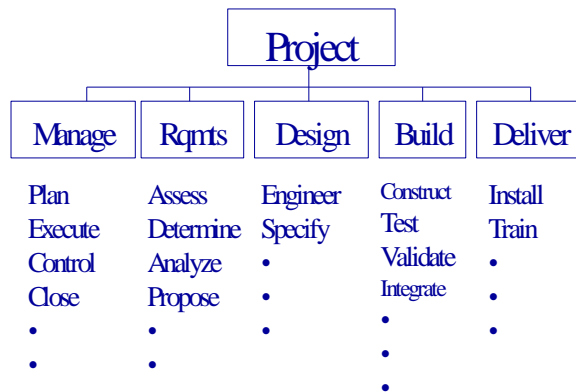 Project
Manage
Rqmts
Design
Build
Deliver
Plan
Execute
Control
Close
•
•
Assess
Determine
Analyze
Propose
•
•
Engineer
Specify
•
•
•
Construct
Test
Validate
Integrate
•
•
•
Install
Train
•
•
•